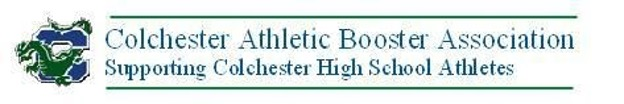 Colchester Athletic Booster Association
Supporting Colchester High School Athletes